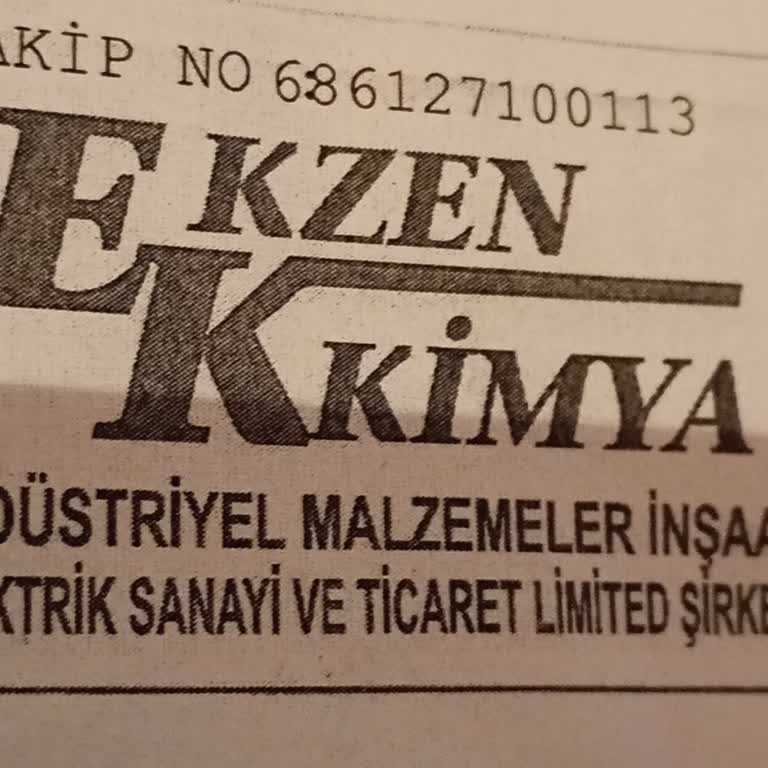 AKİP NO 686127100113
EKZEN
KKİMYA
DÜSTRİYEL MALZEMELER İNŞAA
KTRİK SANAYİ VE TİCARET LİMİTED ŞİRKE